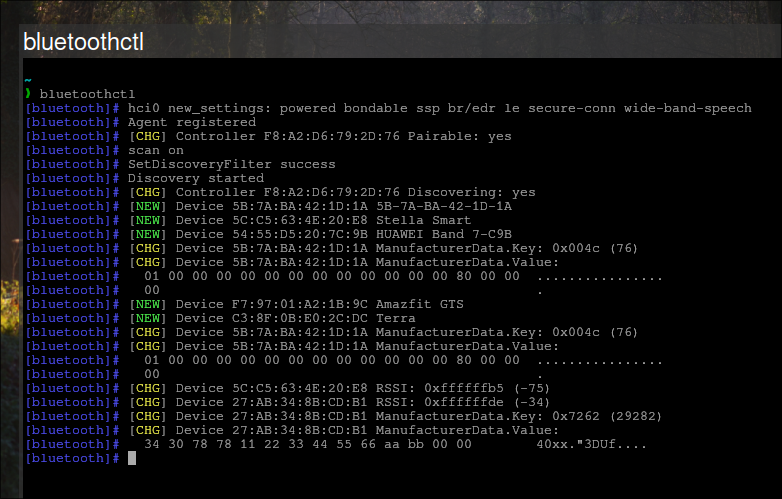 bluetoothctl
~
❯ bluetoothctl
[bluetooth]# hci0 new_settings: powered bondable ssp br/edr le secure-conn wide-band-speech
[bluetooth]# Agent registered
[bluetooth]# [CHG] Controller F8:A2:D6:79:2D:76 Pairable: yes
[bluetooth]# scan on
[bluetooth]# SetDiscoveryFilter success
[bluetooth]# Discovery started
[bluetooth]# [CHG] Controller F8:A2:D6:79:2D:76 Discovering: yes
[bluetooth]# [NEW] Device 5B:7A:BA:42:1D:1A 5B-7A-BA-42-1D-1A
[bluetooth]# [NEW] Device 5C:C5:63:4E:20:E8 Stella Smart
[bluetooth]# [NEW] Device 54:55:D5:20:7C:9B HUAWEI Band 7-C9B
[bluetooth]# [CHG] Device 5B:7A:BA:42:1D:1A ManufacturerData.Key: 0x004c (76)
[bluetooth]# [CHG] Device 5B:7A:BA:42:1D:1A ManufacturerData.Value:
[bluetooth]#   01 00 00 00 00 00 00 00 00 00 00 00 00 80 00 00  ................
[bluetooth]#   00                                               .
[bluetooth]# [NEW] Device F7:97:01:A2:1B:9C Amazfit GTS
[bluetooth]# [NEW] Device C3:8F:0B:E0:2C:DC Terra
[bluetooth]# [CHG] Device 5B:7A:BA:42:1D:1A ManufacturerData.Key: 0x004c (76)
[bluetooth]# [CHG] Device 5B:7A:BA:42:1D:1A ManufacturerData.Value:
[bluetooth]#   01 00 00 00 00 00 00 00 00 00 00 00 00 80 00 00  ................
[bluetooth]#   00                                               .
[bluetooth]# [CHG] Device 5C:C5:63:4E:20:E8 RSSI: 0xffffffb5 (-75)
[bluetooth]# [CHG] Device 27:AB:34:8B:CD:B1 RSSI: 0xffffffde (-34)
[bluetooth]# [CHG] Device 27:AB:34:8B:CD:B1 ManufacturerData.Key: 0x7262 (29282)
[bluetooth]# [CHG] Device 27:AB:34:8B:CD:B1 ManufacturerData.Value:
[bluetooth]#   34 30 78 78 11 22 33 44 55 66 aa bb 00 00        40xx."3DUf....
[bluetooth]#